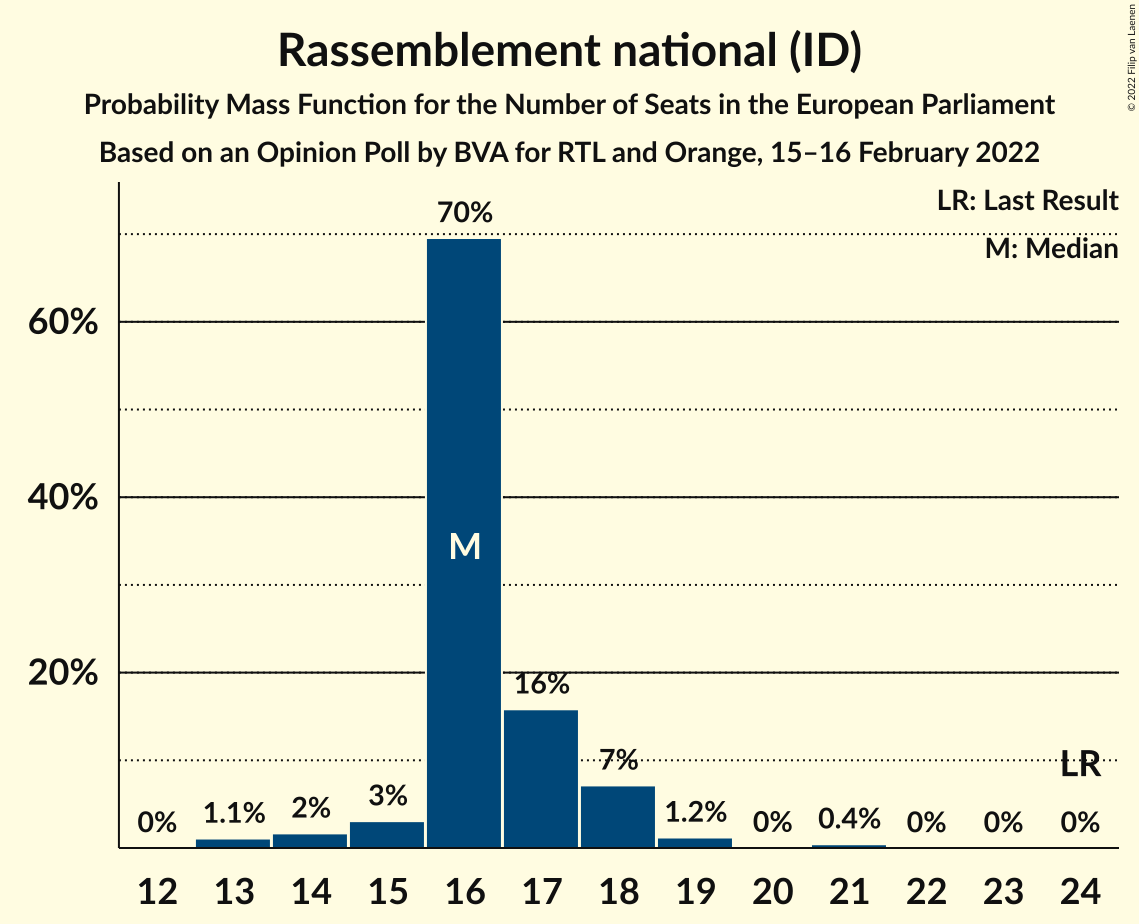 Rassemblement national (ID)
Probability Mass Function for the Number of Seats in the European Parliament
Based on an Opinion Poll by BVA for RTL and Orange, 15–16 February 2022
© 2022 Filip van Laenen
LR: Last Result
M: Median
60%
40%
20%
0%
1.1%
2%
3%
70%
M
16%
7%
1.2%
0%
0.4%
0%
0%
0%
LR
12 13 14 15 16 17 18 19 20 21 22 23 24